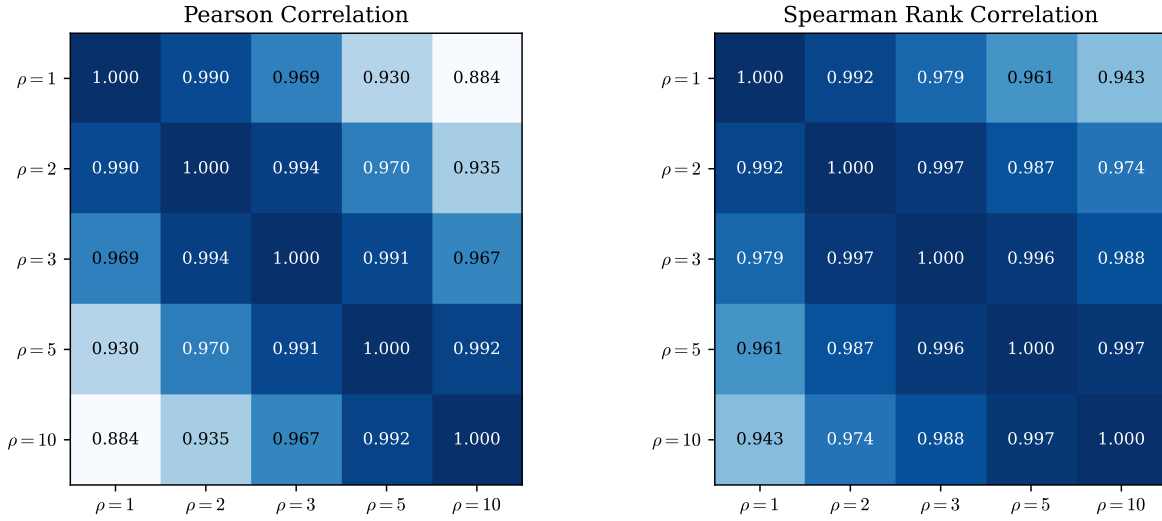 Pearson Correlation
ρ = 1 1.000 0.990 0.969 0.930 0.884
ρ = 2 0.990 1.000 0.994 0.970 0.935
ρ = 3 0.969 0.994 1.000 0.991 0.967
ρ = 5 0.930 0.970 0.991 1.000 0.992
ρ = 10 0.884 0.935 0.967 0.992 1.000
ρ = 1 ρ = 2 ρ = 3 ρ = 5 ρ = 10
Spearman Rank Correlation
ρ = 1 1.000 0.992 0.979 0.961 0.943
ρ = 2 0.992 1.000 0.997 0.987 0.974
ρ = 3 0.979 0.997 1.000 0.996 0.988
ρ = 5 0.961 0.987 0.996 1.000 0.997
ρ = 10 0.943 0.974 0.988 0.997 1.000
ρ = 1 ρ = 2 ρ = 3 ρ = 5 ρ = 10